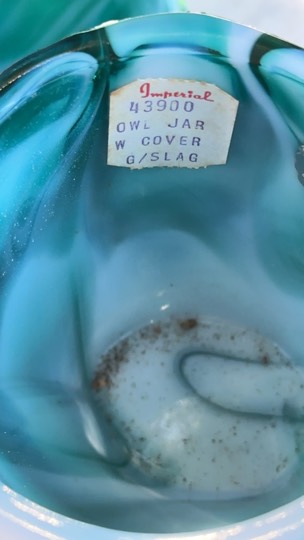 Imperial
43900
OWL JAR
W COVER
G/SLAG